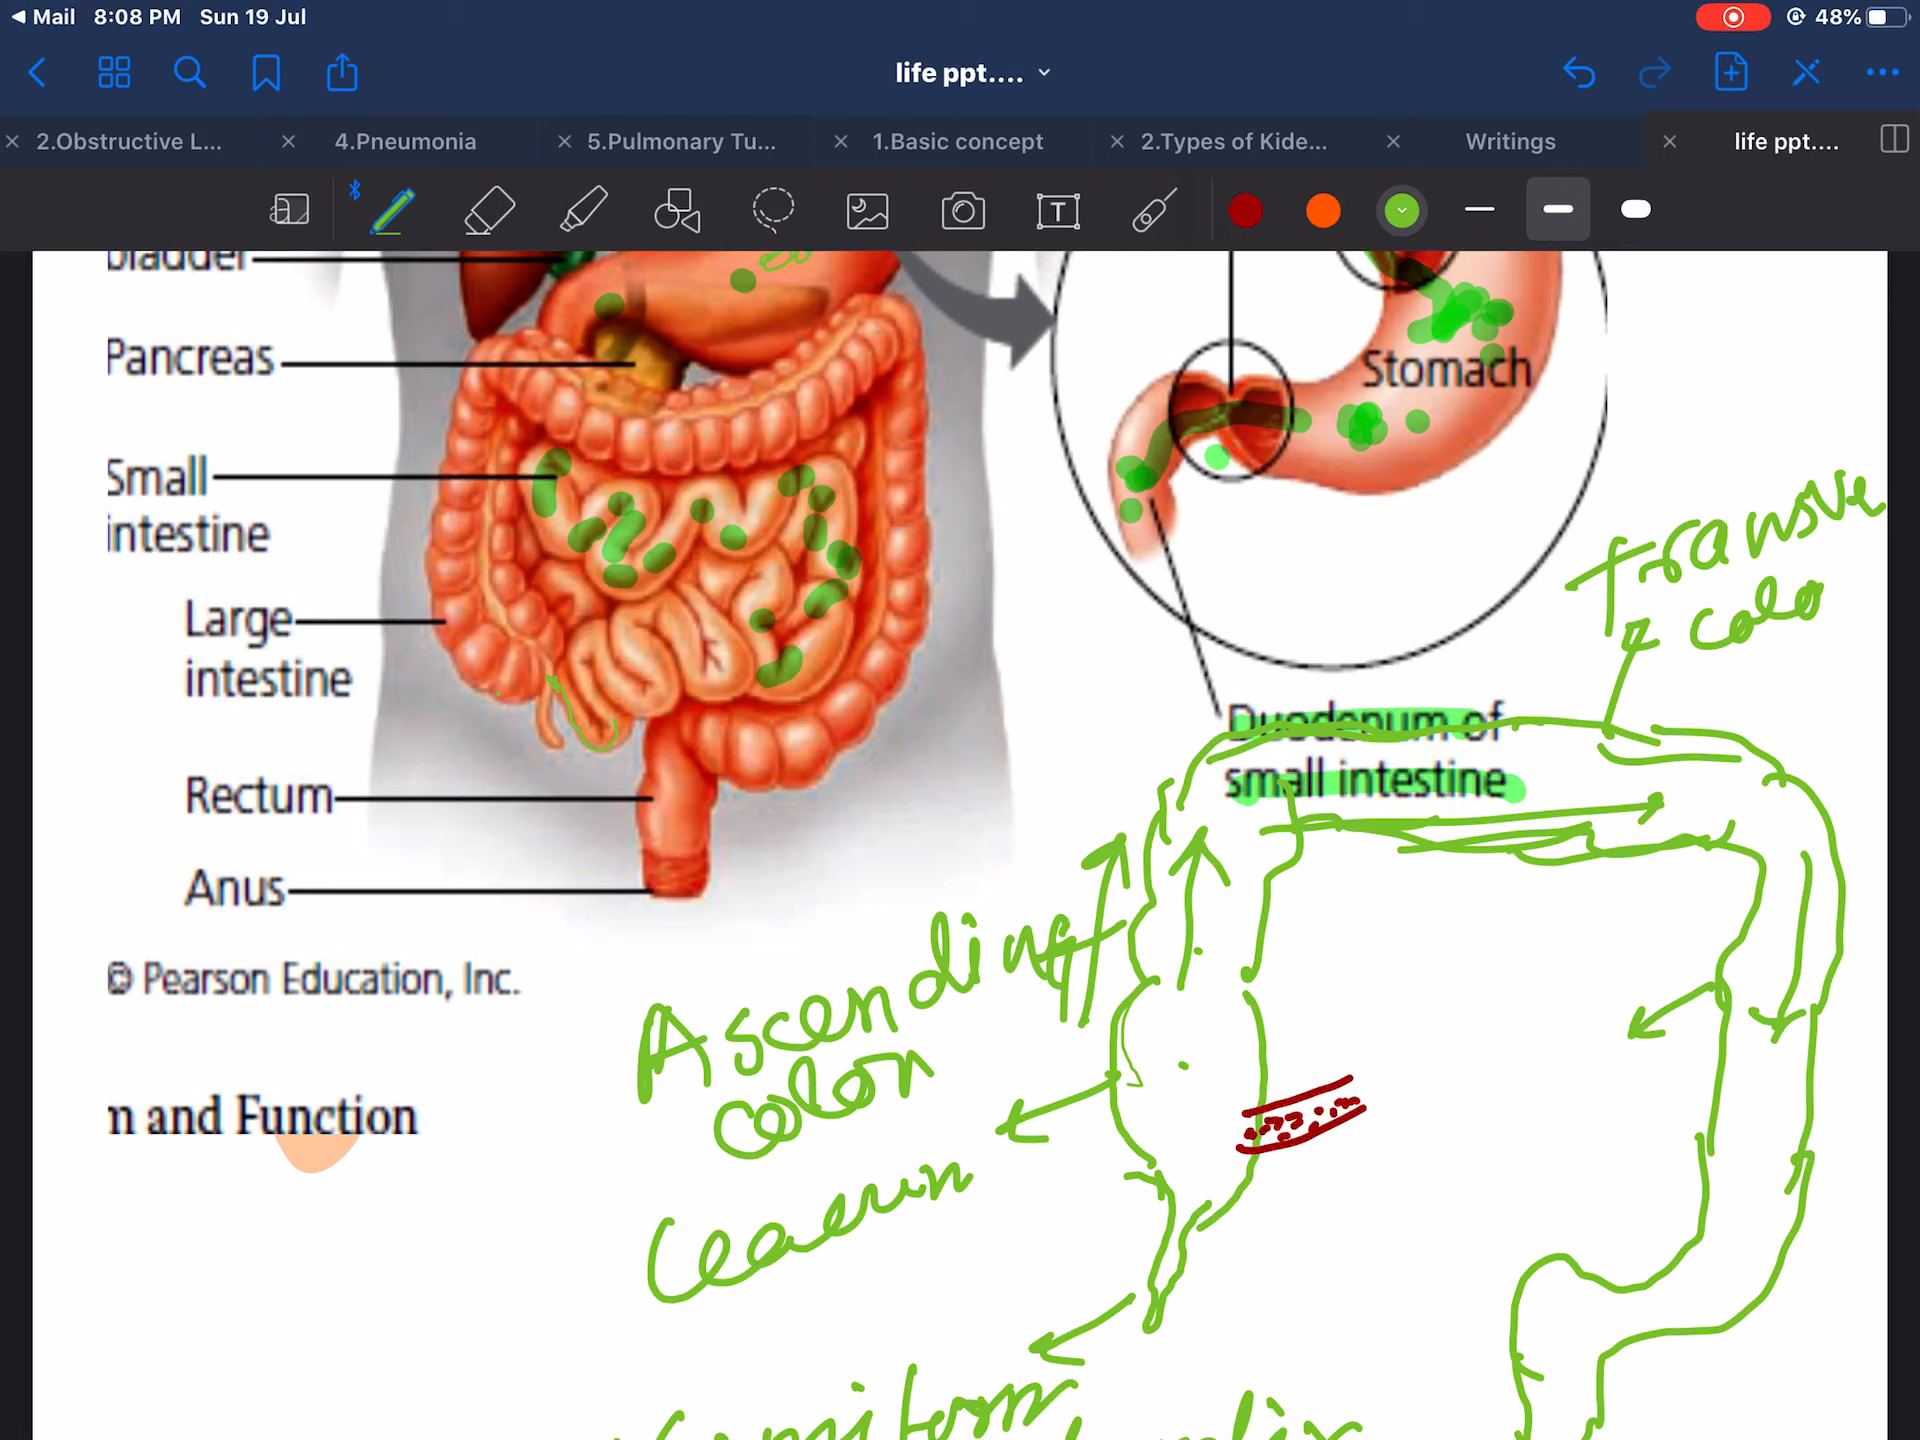 Mail 8:08 PM Sun 19 Jul 48%
life ppt....
2.Obstructive L... 4.Pneumonia 5.Pulmonary Tu... 1.Basic concept 2.Types of Kide... Writings life ppt....
bladder
Pancreas
Stomach
Small
intestine
Large
intestine
Transve
colo
Duodenum of
small intestine
Rectum
Anus
© Pearson Education, Inc.
Ascending
colon
m and Function